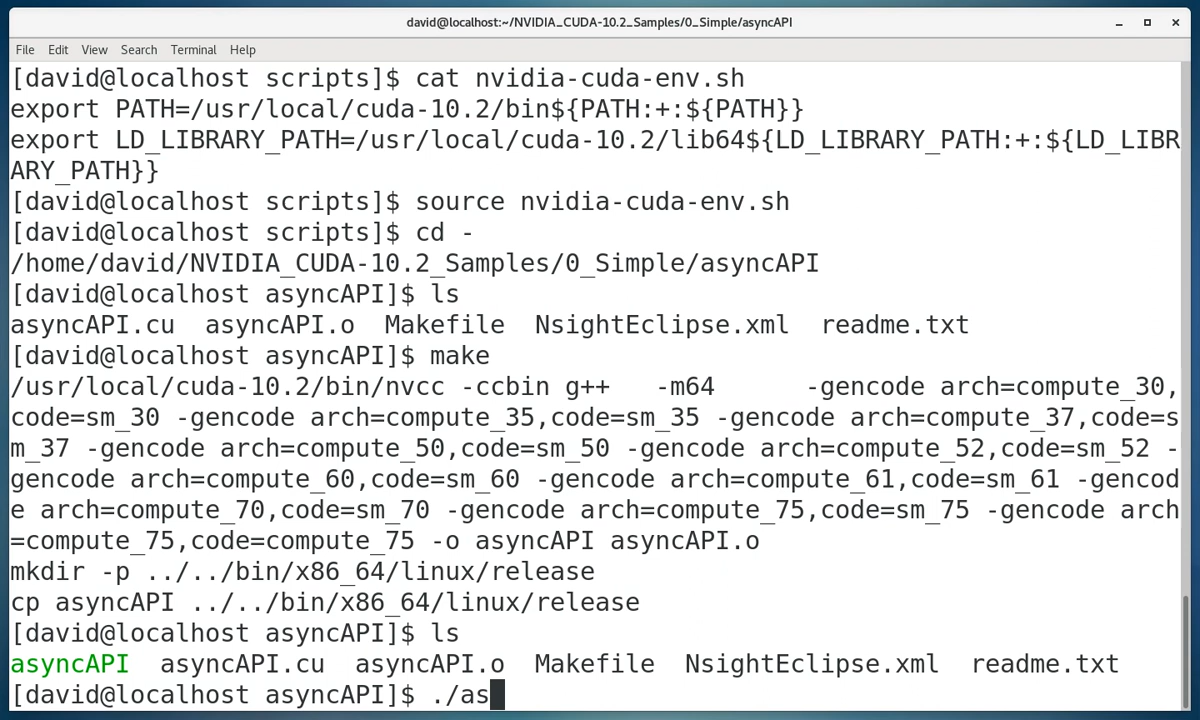 david@localhost:~/NVIDIA_CUDA-10.2_Samples/0_Simple/asyncAPI
File Edit View Search Terminal Help
[david@localhost scripts]$ cat nvidia-cuda-env.sh
export PATH=/usr/local/cuda-10.2/bin${PATH:+:${PATH}}
export LD_LIBRARY_PATH=/usr/local/cuda-10.2/lib64${LD_LIBRARY_PATH:+:${LD_LIBR
ARY_PATH}}
[david@localhost scripts]$ source nvidia-cuda-env.sh
[david@localhost scripts]$ cd -
/home/david/NVIDIA_CUDA-10.2_Samples/0_Simple/asyncAPI
[david@localhost asyncAPI]$ ls
asyncAPI.cu  asyncAPI.o  Makefile  NsightEclipse.xml  readme.txt
[david@localhost asyncAPI]$ make
/usr/local/cuda-10.2/bin/nvcc -ccbin g++   -m64      -gencode arch=compute_30,
code=sm_30 -gencode arch=compute_35,code=sm_35 -gencode arch=compute_37,code=s
m_37 -gencode arch=compute_50,code=sm_50 -gencode arch=compute_52,code=sm_52 -
gencode arch=compute_60,code=sm_60 -gencode arch=compute_61,code=sm_61 -gencod
e arch=compute_70,code=sm_70 -gencode arch=compute_75,code=sm_75 -gencode arch
=compute_75,code=compute_75 -o asyncAPI asyncAPI.o
mkdir -p ../../bin/x86_64/linux/release
cp asyncAPI ../../bin/x86_64/linux/release
[david@localhost asyncAPI]$ ls
asyncAPI  asyncAPI.cu  asyncAPI.o  Makefile  NsightEclipse.xml  readme.txt
[david@localhost asyncAPI]$ ./as